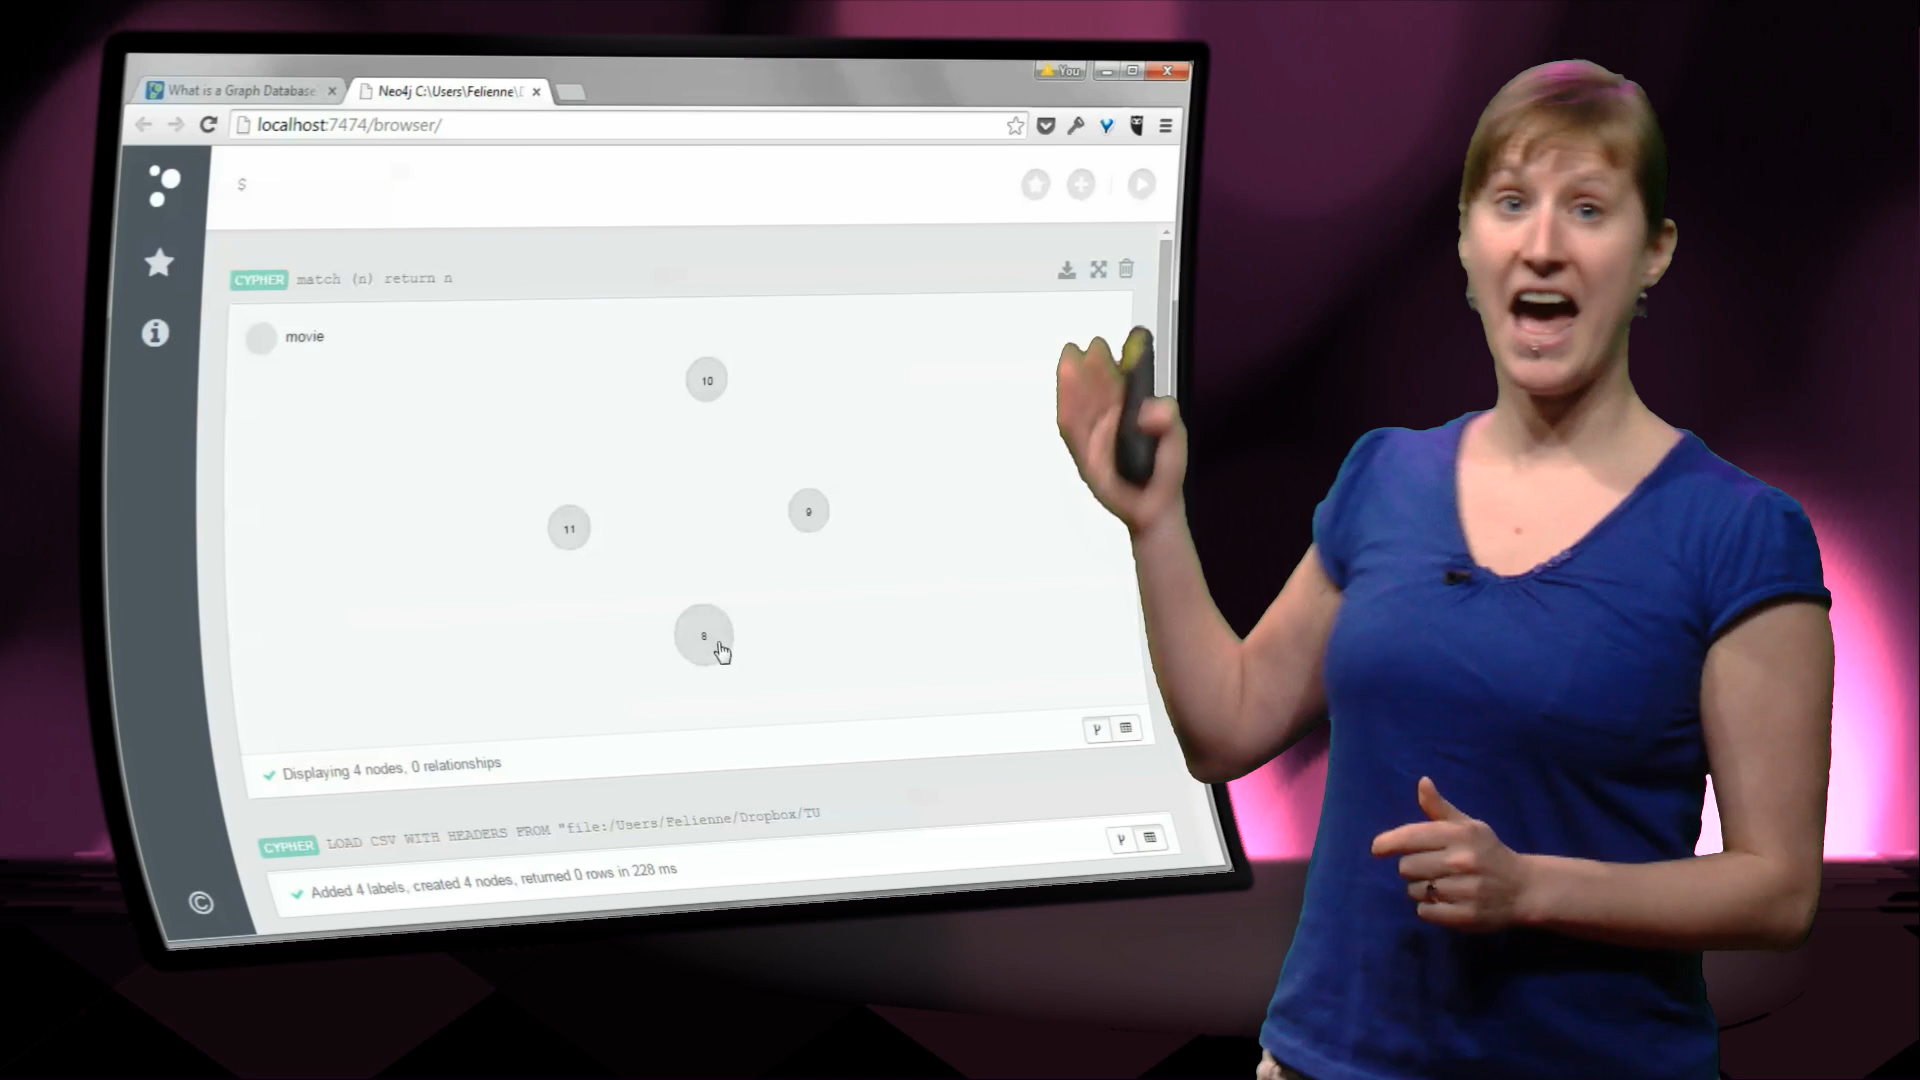 What is a Graph Database
Neo4j C:\Users\Felienne\D
You
localhost:7474/browser/
$
CYPHER match (n) return n
movie
10
11
9
8
Displaying 4 nodes, 0 relationships
CYPHER LOAD CSV WITH HEADERS FROM "file:/Users/Felienne/Dropbox/TU
Added 4 labels, created 4 nodes, returned 0 rows in 228 ms